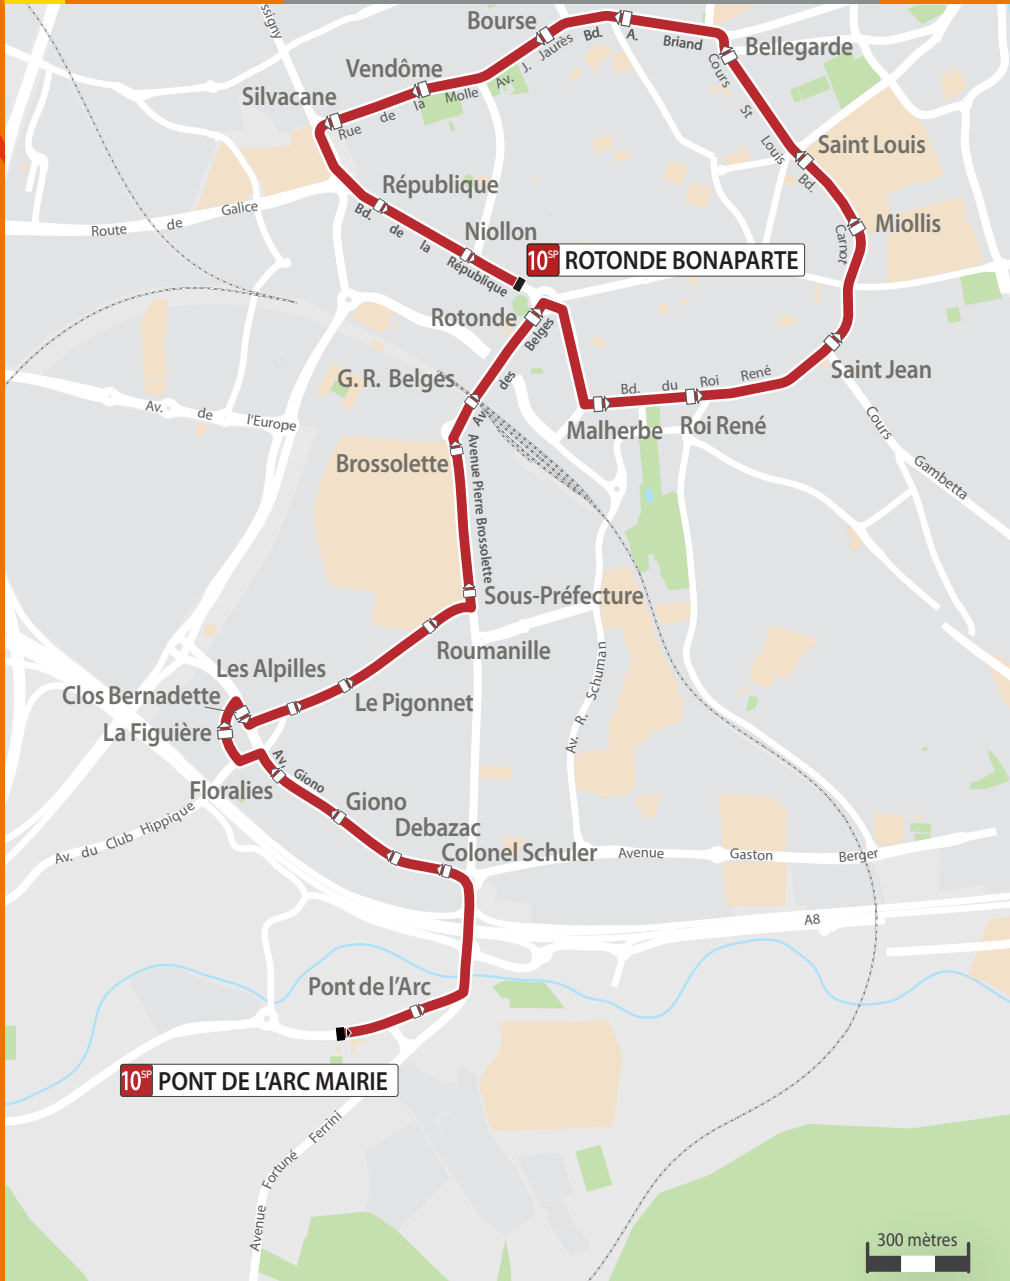 ssigny
Bourse
Bd. A. Briand
Bellegarde
Av. J. Jaurès
Vendôme
Cours St Louis
Silvacane
Rue de la Molle
Saint Louis
Bd. Carnot
République
Miollis
Route de Galice
Bd. de la République
Niollon
10SP ROTONDE BONAPARTE
Rotonde
Av. des Belges
G. R. Belges
Saint Jean
Bd. du Roi René
Av. de l'Europe
Malherbe
Roi René
Cours Gambetta
Brossolette
Avenue Pierre Brossolette
Sous-Préfecture
Roumanille
Av. R. Schuman
Les Alpilles
Clos Bernadette
Le Pigonnet
La Figuière
Av. Giono
Floralies
Giono
Av. du Club Hippique
Debazac
Colonel Schuler
Avenue Gaston Berger
A8
Pont de l'Arc
10SP PONT DE L'ARC MAIRIE
Avenue Fortuné Ferrini
300 mètres